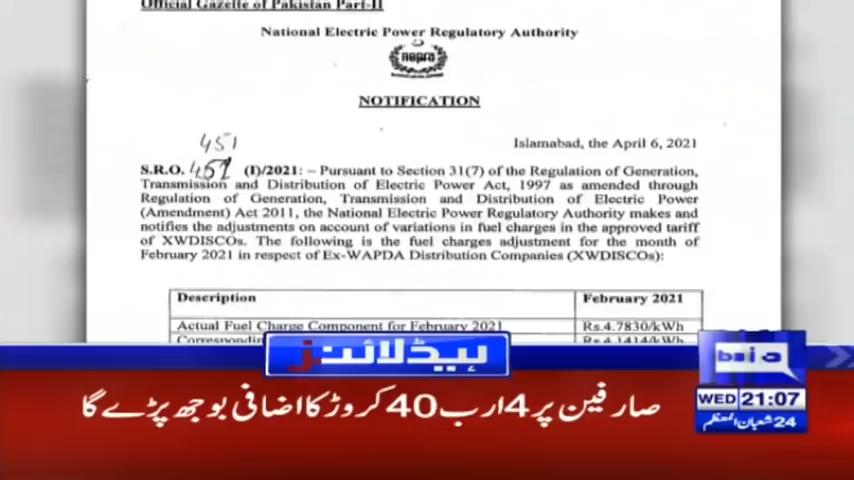 Official Gazette of Pakistan Part-II
National Electric Power Regulatory Authority
nepra
NOTIFICATION
Islamabad, the April 6, 2021
451
S.R.O. 451 (I)/2021: – Pursuant to Section 31(7) of the Regulation of Generation,
Transmission and Distribution of Electric Power Act, 1997 as amended through
Regulation of Generation, Transmission and Distribution of Electric Power
(Amendment) Act 2011, the National Electric Power Regulatory Authority makes and
notifies the adjustments on account of variations in fuel charges in the approved tariff
of XWDISCOs. The following is the fuel charges adjustment for the month of
February 2021 in respect of Ex-WAPDA Distribution Companies (XWDISCOs):
Description February 2021
Actual Fuel Charge Component for February 2021 Rs.4.7830/kWh
Corresponding Rs.4.1414/kWh
ہیڈلائنز
صارفین پر 4 ارب 40 کروڑ کا اضافی بوجھ پڑے گا
WED 21:07
24 شعبان المعظم